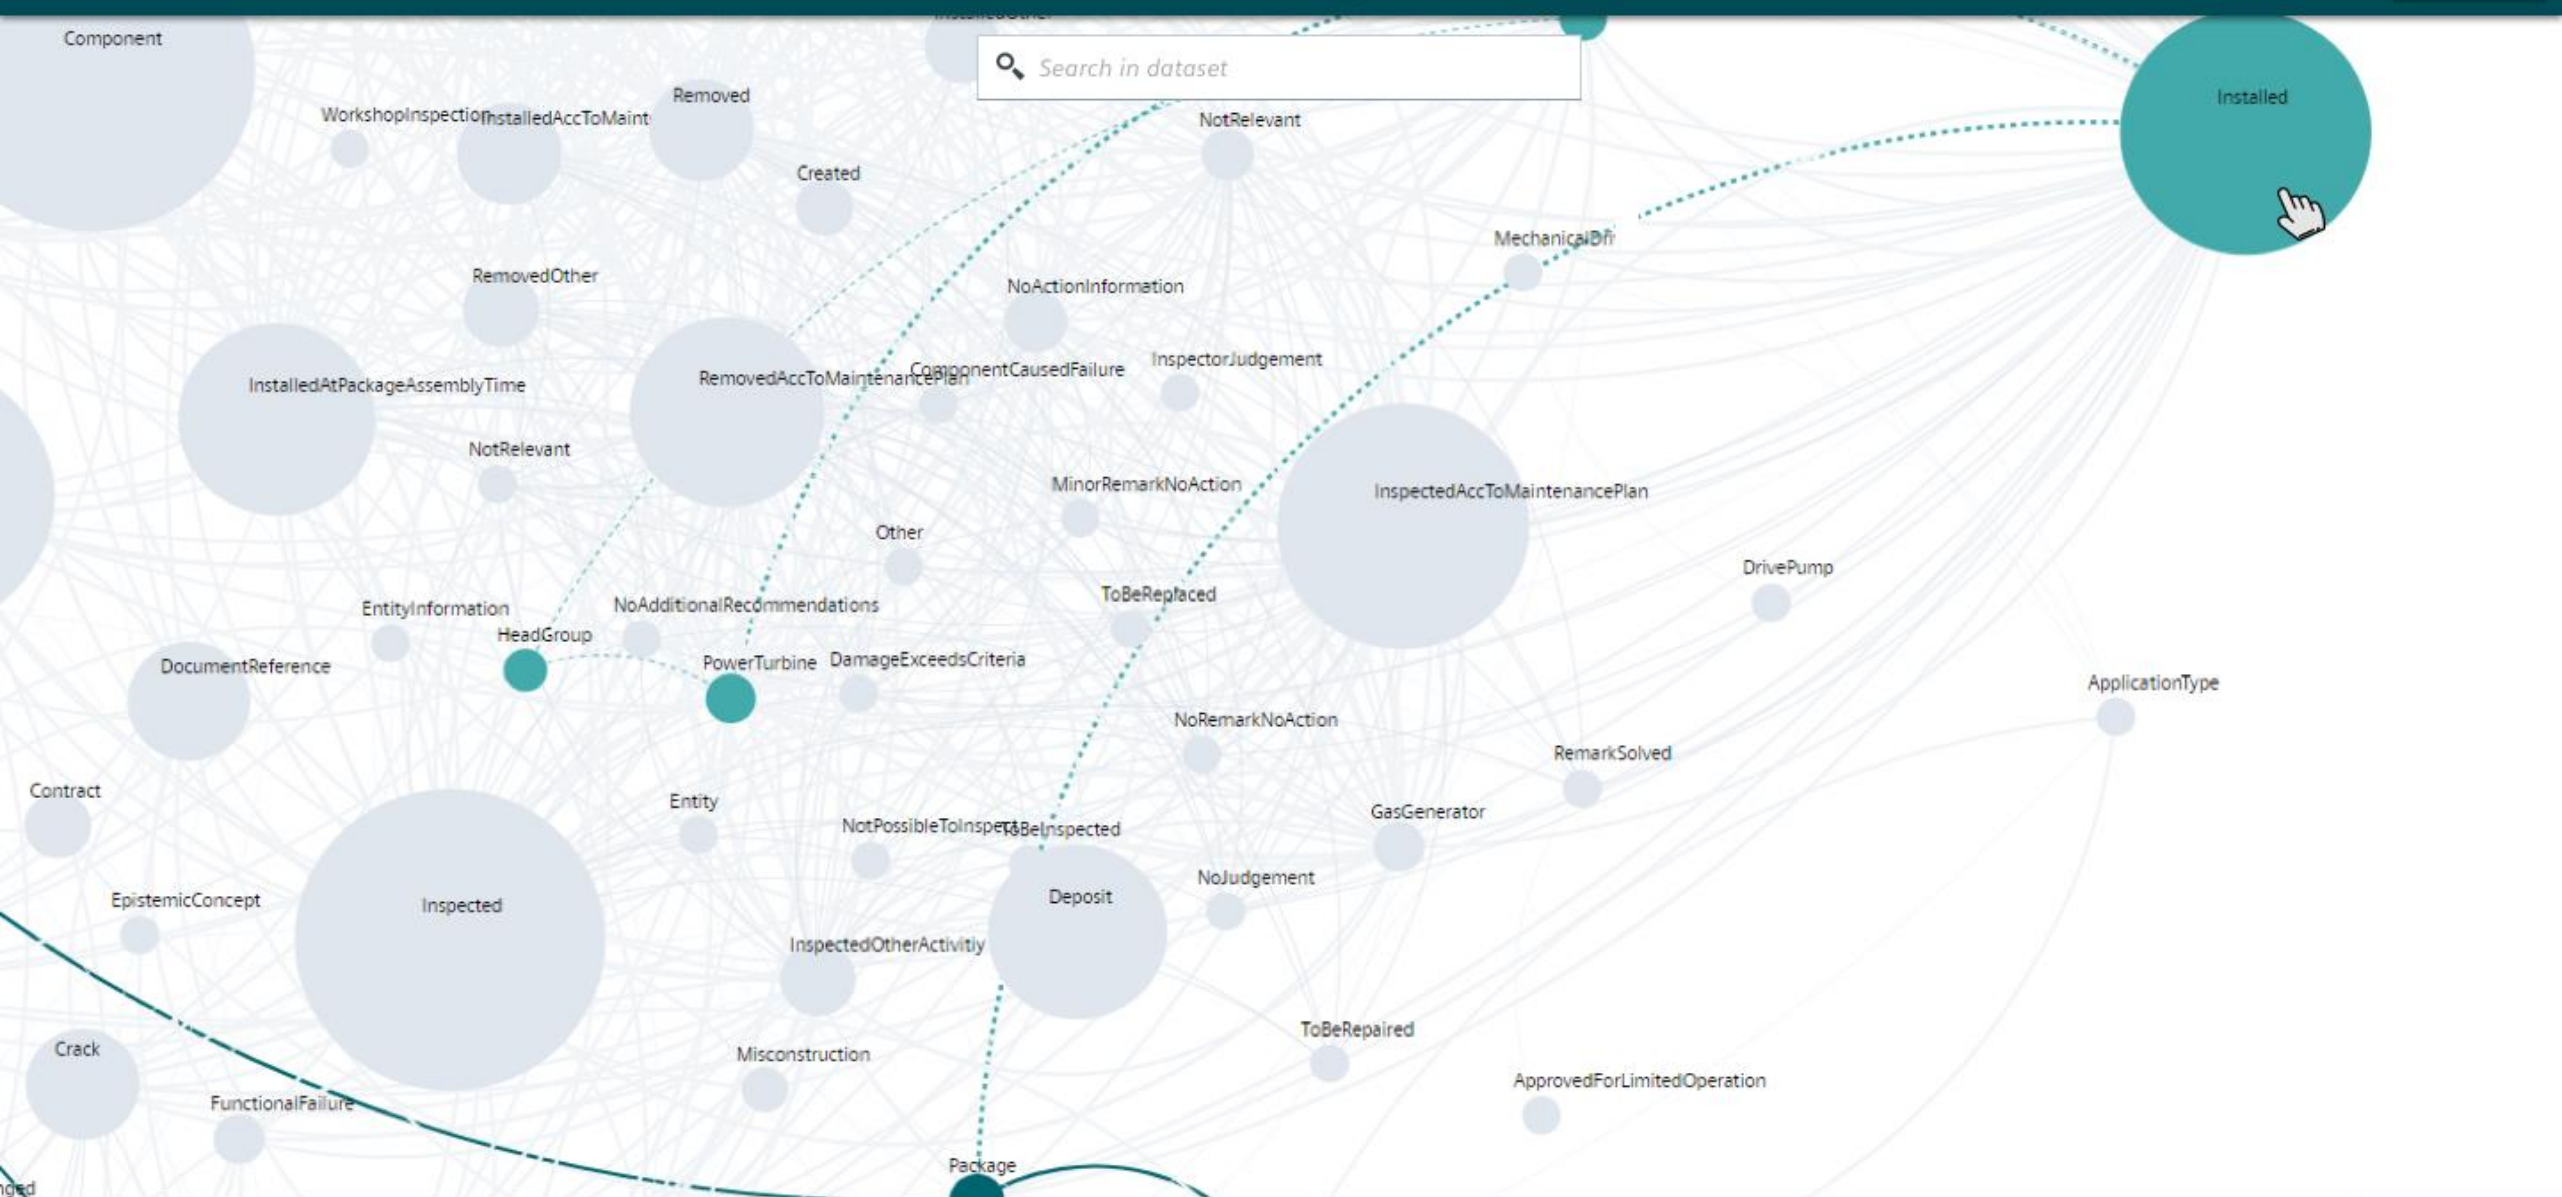 Component
Search in dataset
Installed
Removed
WorkshopInspection
InstalledAccToMaint
NotRelevant
Created
MechanicalDri
RemovedOther
NoActionInformation
InspectorJudgement
ComponentCausedFailure
RemovedAccToMaintenancePlan
InstalledAtPackageAssemblyTime
NotRelevant
MinorRemarkNoAction
InspectedAccToMaintenancePlan
Other
DrivePump
ToBeReplaced
EntityInformation
NoAdditionalRecommendations
HeadGroup
DocumentReference
PowerTurbine
DamageExceedsCriteria
ApplicationType
NoRemarkNoAction
RemarkSolved
Contract
Entity
GasGenerator
NotPossibleToInspect
ToBeInspected
NoJudgement
EpistemicConcept
Inspected
Deposit
InspectedOtherActivitiy
ToBeRepaired
Crack
Misconstruction
ApprovedForLimitedOperation
FunctionalFailure
Package
nged